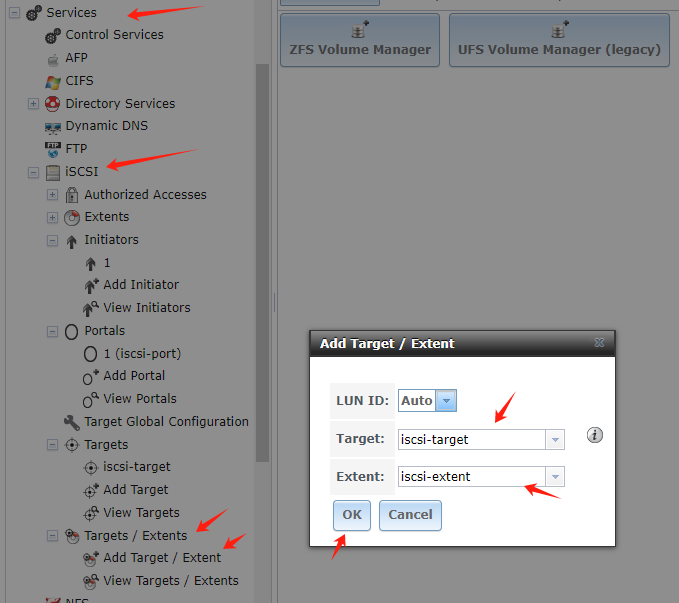 Services
Control Services
AFP
CIFS
Directory Services
Dynamic DNS
FTP
FTP
iSCSI
Authorized Accesses
Extents
Initiators
1
Add Initiator
View Initiators
Portals
1 (iscsi-port)
Add Portal
View Portals
Target Global Configuration
Targets
iscsi-target
Add Target
View Targets
Targets / Extents
Add Target / Extent
View Targets / Extents
NFS
ZFS Volume Manager
UFS Volume Manager (legacy)
Add Target / Extent
LUN ID: Auto
Target: iscsi-target
Extent: iscsi-extent
OK Cancel